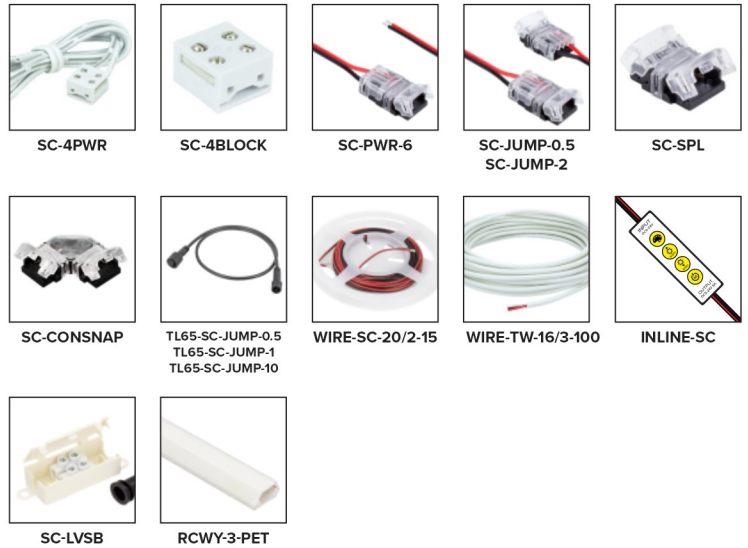 SC-4PWR
SC-4BLOCK
SC-PWR-6
SC-JUMP-0.5
SC-JUMP-2
SC-SPL
SC-CONSNAP
TL65-SC-JUMP-0.5
TL65-SC-JUMP-1
TL65-SC-JUMP-10
WIRE-SC-20/2-15
WIRE-TW-16/3-100
INPUT
OUTPUT
INLINE-SC
SC-LVSB
RCWY-3-PET